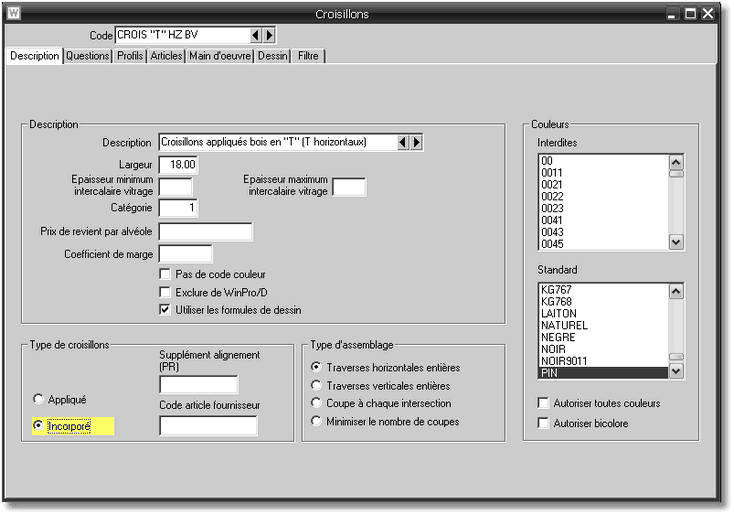 W
Croisillons
Code CROIS "T" HZ BV
Description Questions Profils Articles Main d'oeuvre Dessin Filtre
Description
Description Croisillons appliqués bois en "T" (T horizontaux)
Largeur 18.00
Epaisseur minimum
intercalaire vitrage
Epaisseur maximum
intercalaire vitrage
Catégorie 1
Prix de revient par alvéole
Coefficient de marge
Pas de code couleur
Exclure de WinPro/D
Utiliser les formules de dessin
Type de croisillons
Supplément alignement
(PR)
Appliqué
Code article fournisseur
Incorporé
Type d'assemblage
Traverses horizontales entières
Traverses verticales entières
Coupe à chaque intersection
Minimiser le nombre de coupes
Couleurs
Interdites
00
0011
0021
0022
0023
0041
0043
0045
Standard
KG767
KG768
LAITON
NATUREL
NEGRE
NOIR
NOIR9011
PIN
Autoriser toutes couleurs
Autoriser bicolore